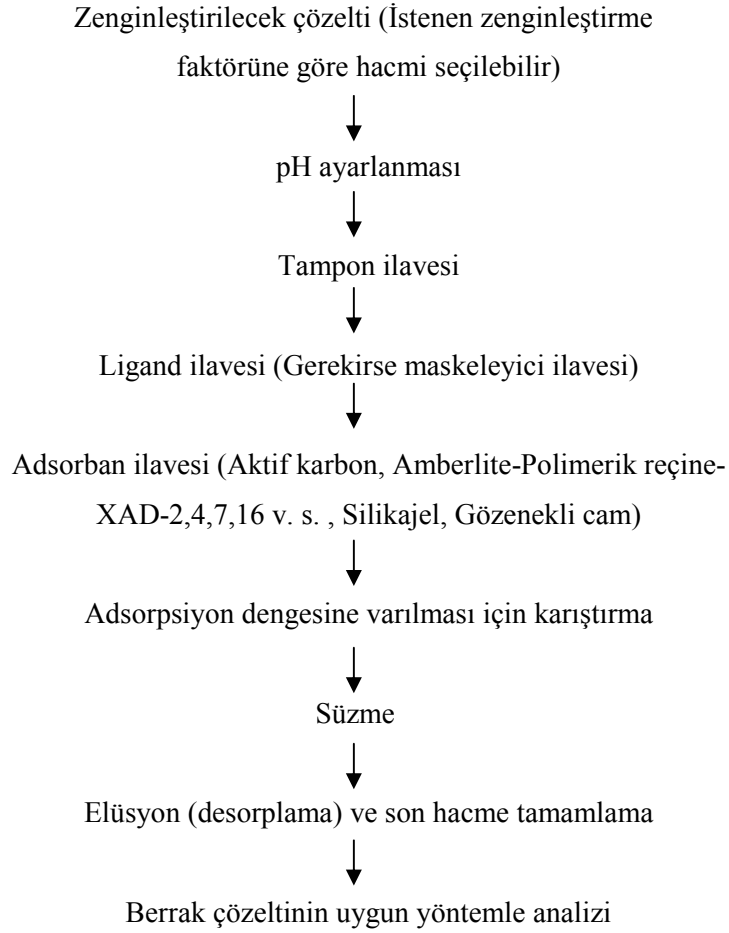 Zenginleştirilecek çözelti (İstenen zenginleştirme
faktörüne göre hacmi seçilebilir)
pH ayarlanması
Tampon ilavesi
Ligand ilavesi (Gerekirse maskeleyici ilavesi)
Adsorban ilavesi (Aktif karbon, Amberlite-Polimerik reçine-
XAD-2,4,7,16 v. s. , Silikajel, Gözenekli cam)
Adsorpsiyon dengesine varılması için karıştırma
Süzme
Elüsyon (desorplama) ve son hacme tamamlama
Berrak çözeltinin uygun yöntemle analizi